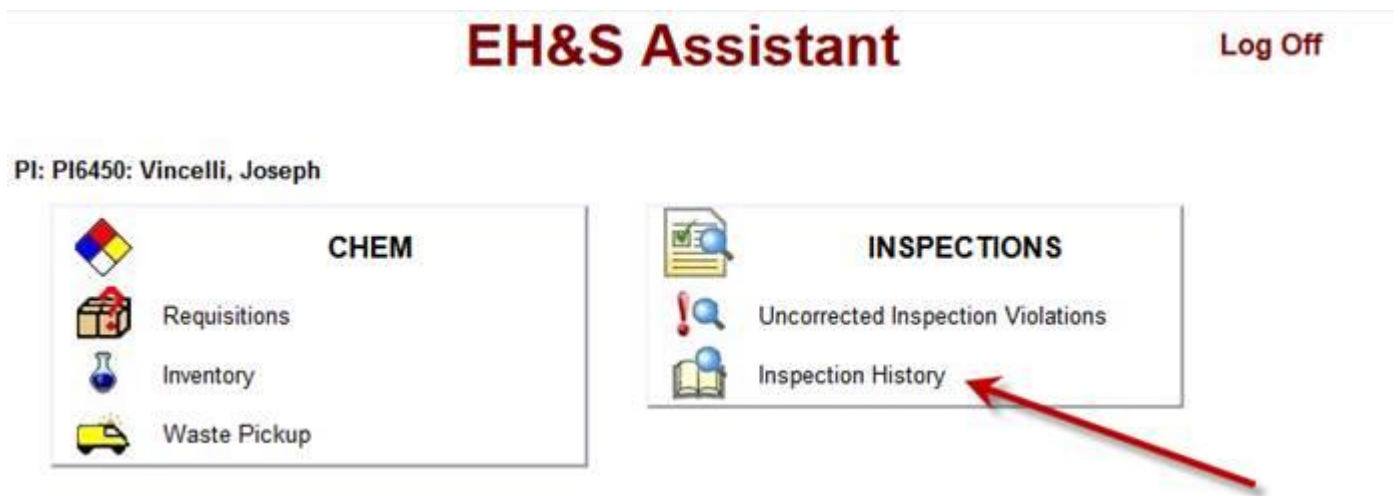 EH&S Assistant
Log Off
PI: PI6450: Vincelli, Joseph
CHEM
Requisitions
Inventory
Waste Pickup
INSPECTIONS
Uncorrected Inspection Violations
Inspection History